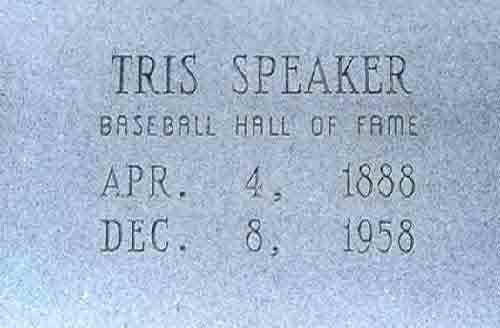 TRIS SPEAKER
BASEBALL HALL OF FAME
APR. 4, 1888
DEC. 8, 1958